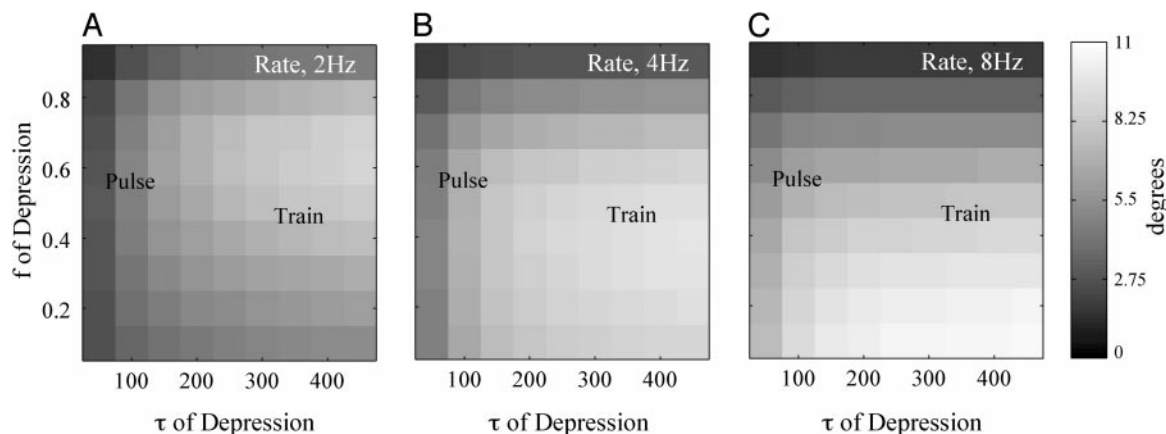 A
B
C
Rate, 2Hz
Rate, 4Hz
Rate, 8Hz
Pulse
Train
Pulse
Train
Pulse
Train
f of Depression
0.8
0.6
0.4
0.2
100 200 300 400
100 200 300 400
100 200 300 400
τ of Depression
τ of Depression
τ of Depression
11
8.25
5.5
2.75
0
degrees